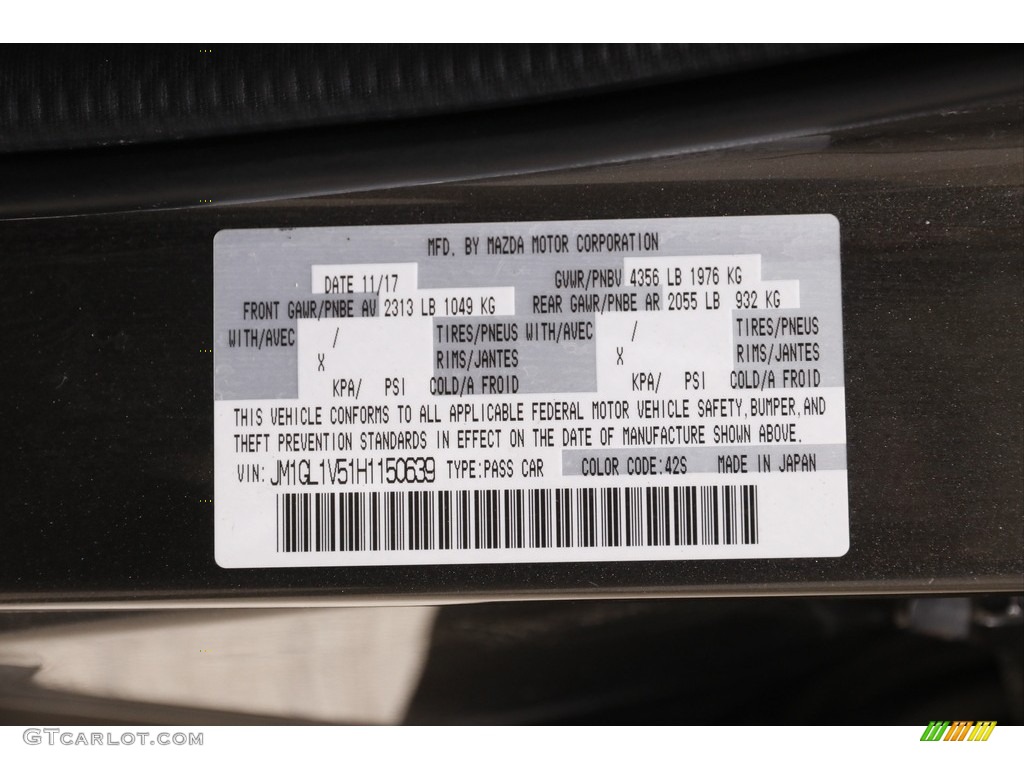 MFD. BY MAZDA MOTOR CORPORATION
DATE 11/17 GVWR/PNBV 4356 LB 1976 KG
FRONT GAWR/PNBE AV 2313 LB 1049 KG REAR GAWR/PNBE AR 2055 LB 932 KG
WITH/AVEC / TIRES/PNEUS WITH/AVEC / TIRES/PNEUS
X RIMS/JANTES X RIMS/JANTES
KPA/ PSI COLD/A FROID KPA/ PSI COLD/A FROID
THIS VEHICLE CONFORMS TO ALL APPLICABLE FEDERAL MOTOR VEHICLE SAFETY, BUMPER, AND
THEFT PREVENTION STANDARDS IN EFFECT ON THE DATE OF MANUFACTURE SHOWN ABOVE.
VIN: JM1GL1V51H1150639 TYPE: PASS CAR COLOR CODE: 42S MADE IN JAPAN
GTCARLOT.COM